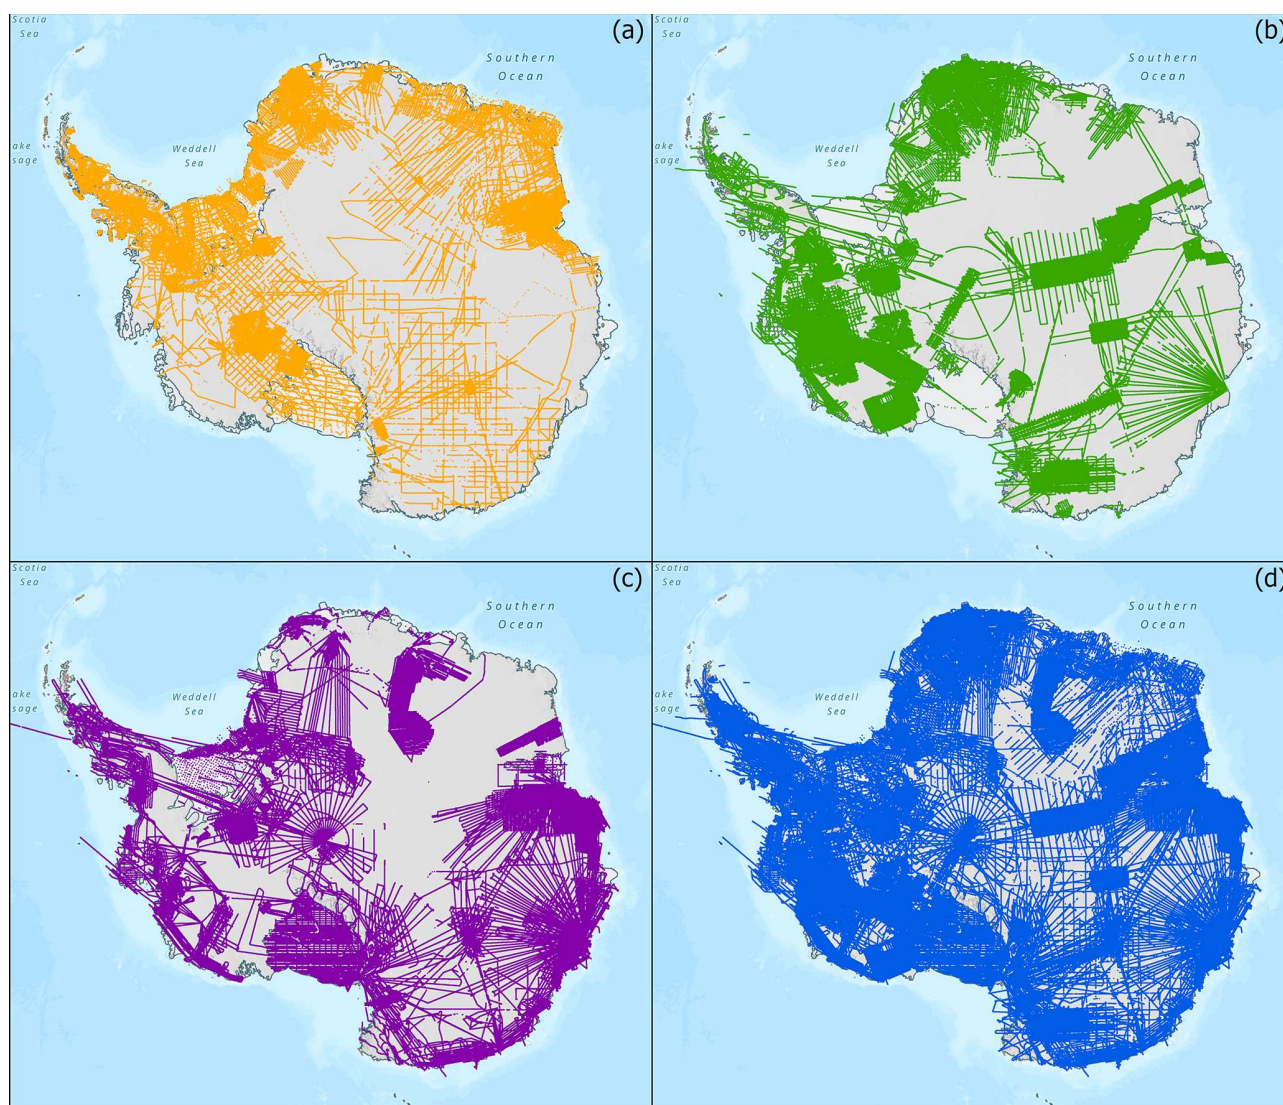 Scotia
Sea
(a)
Southern
Ocean
Weddell
Sea
ake
sage
Scotia
Sea
(b)
Southern
Ocean
Weddell
Sea
ake
sage
Scotia
Sea
(c)
Southern
Ocean
Weddell
Sea
ake
sage
Scotia
Sea
(d)
Southern
Ocean
Weddell
Sea
ake
sage